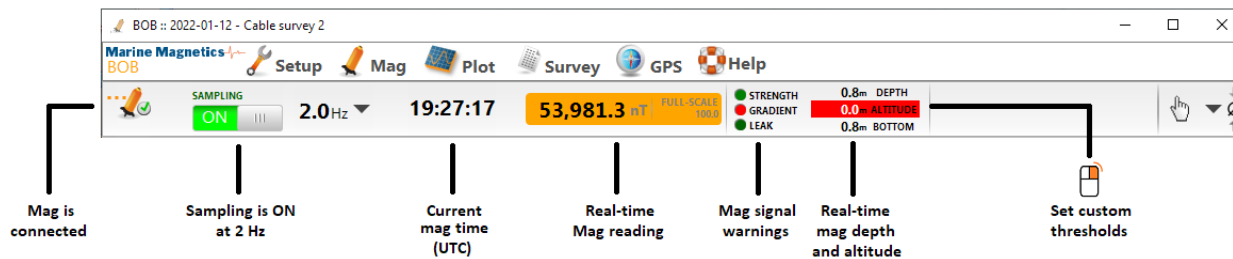 BOB :: 2022-01-12 - Cable survey 2
Marine Magnetics
BOB
Setup
Mag
Plot
Survey
GPS
Help
SAMPLING
ON
2.0Hz
19:27:17
53,981.3 nT
FULL-SCALE
100.0
STRENGTH
GRADIENT
LEAK
0.8m DEPTH
0.0m ALTITUDE
0.8m BOTTOM
Mag is
connected
Sampling is ON
at 2 Hz
Current
mag time
(UTC)
Real-time
Mag reading
Mag signal
warnings
Real-time
mag depth
and altitude
Set custom
thresholds